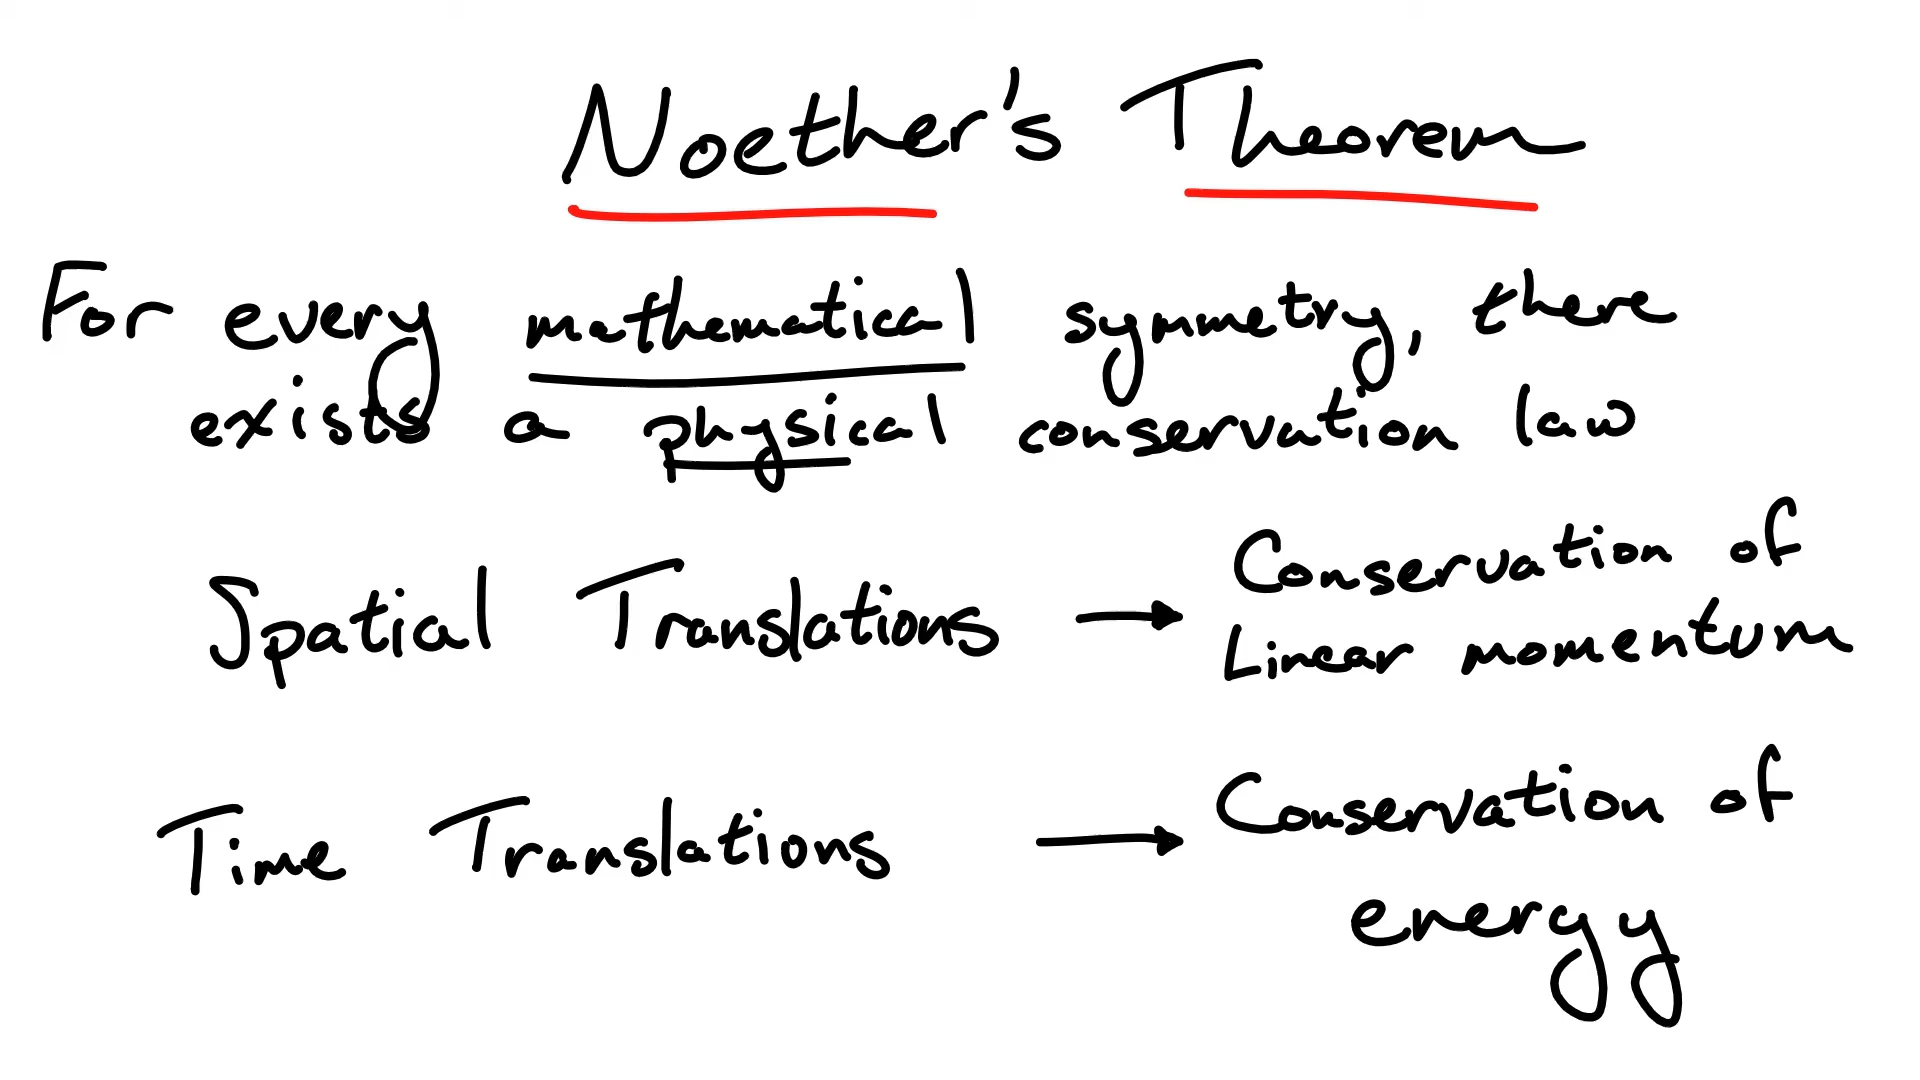 Noether's Theorem
For every mathematical symmetry, there
exists a physical conservation law
Spatial Translations → Conservation of
Linear momentum
Time Translations → Conservation of
energy